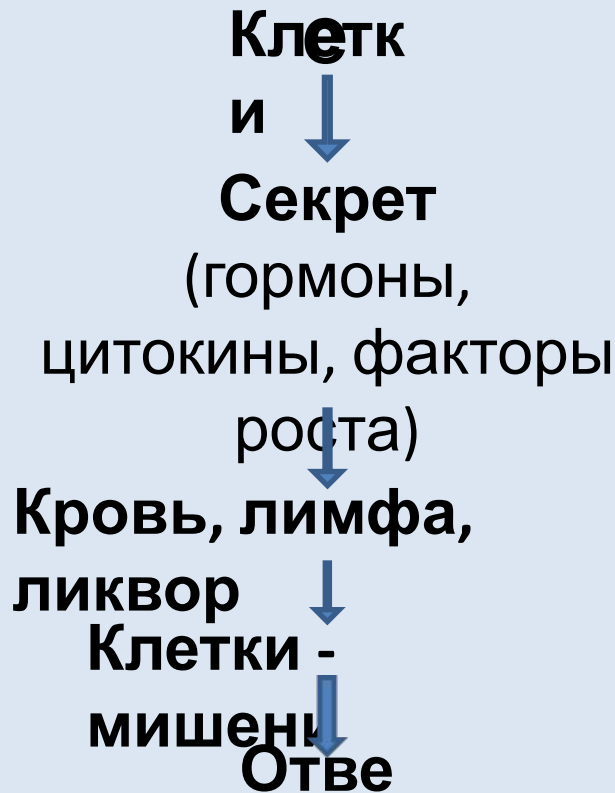 Клетк
и
Секрет
(гормоны,
цитокины, факторы
роста)
Кровь, лимфа,
ликвор
Клетки -
мишени
Отве